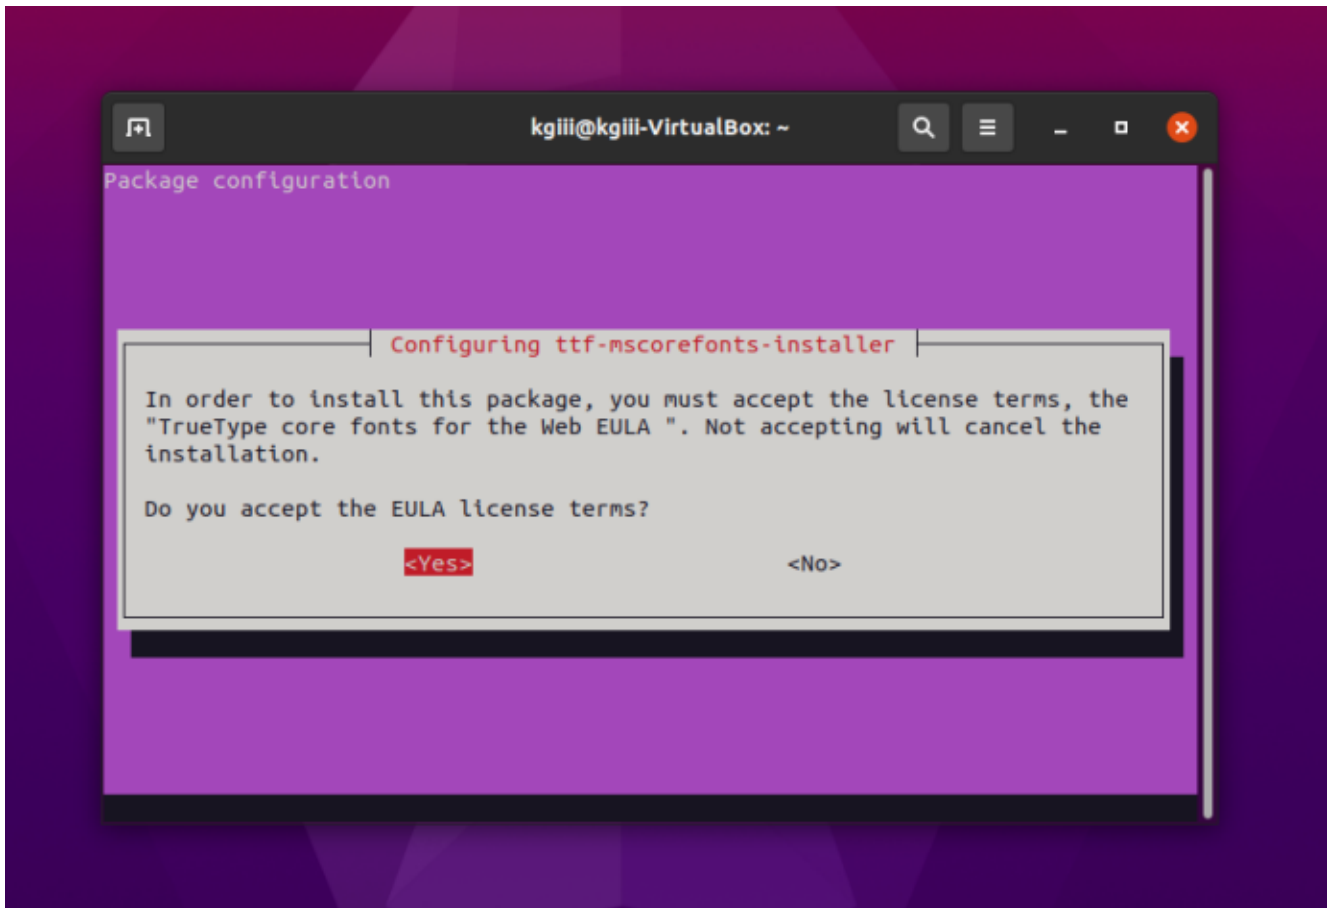 kgiii@kgiii-VirtualBox: ~
Package configuration
Configuring ttf-mscorefonts-installer
In order to install this package, you must accept the license terms, the
"TrueType core fonts for the Web EULA ". Not accepting will cancel the
installation.
Do you accept the EULA license terms?
<Yes> <No>